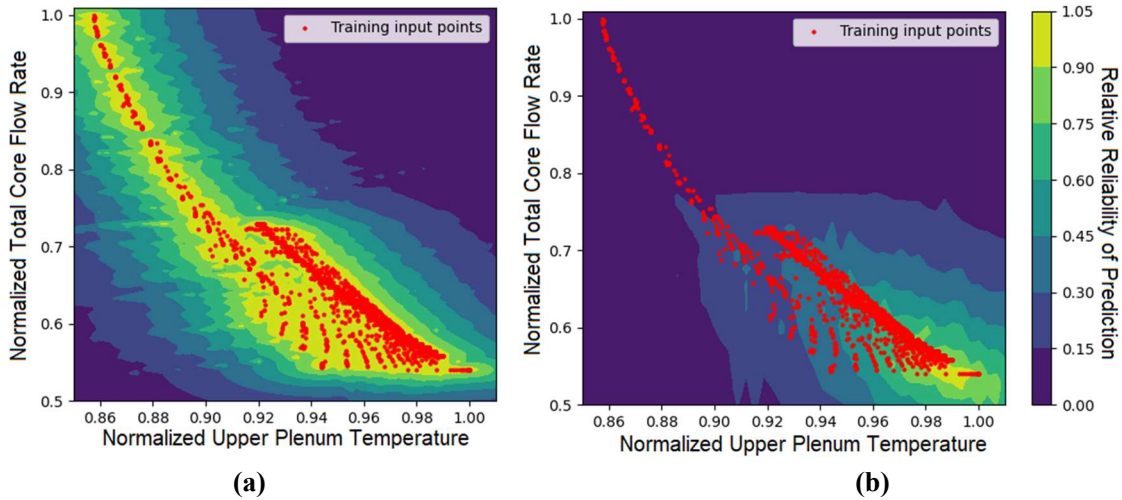 Training input points
Normalized Total Core Flow Rate
1.0
0.9
0.8
0.7
0.6
0.5
0.86 0.88 0.90 0.92 0.94 0.96 0.98 1.00
Normalized Upper Plenum Temperature
(a)
Training input points
Normalized Total Core Flow Rate
1.0
0.9
0.8
0.7
0.6
0.5
0.86 0.88 0.90 0.92 0.94 0.96 0.98 1.00
Normalized Upper Plenum Temperature
(b)
1.05
0.90
0.75
0.60
0.45
0.30
0.15
0.00
Relative Reliability of Prediction